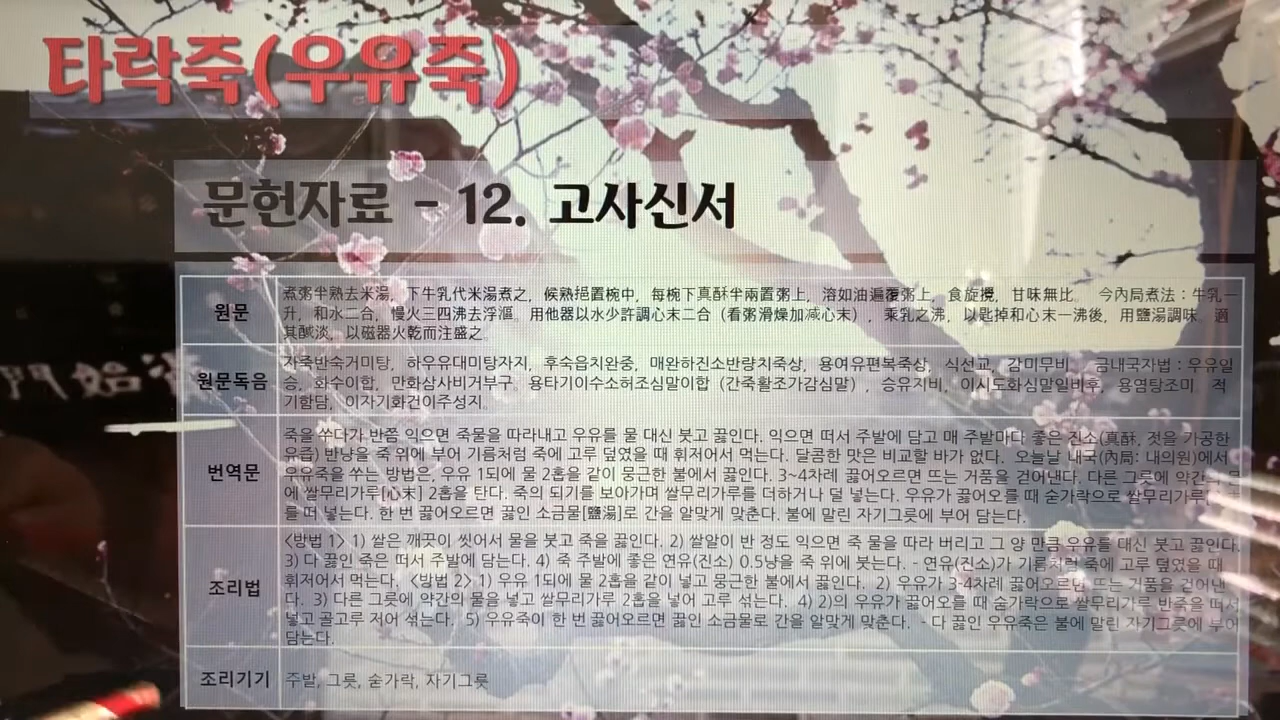 타락죽(우유죽)
문헌자료 - 12. 고사신서
원문
煮粥半熟去米湯, 下牛乳代米湯煮之, 候熟挹置椀中, 每椀下真酥半兩置粥上, 溶如油遍覆粥上, 食旋攪, 甘味無比. 今內局煮法 : 牛乳一
升, 和水二合, 慢火三四沸去浮漚. 用他器以水少許調心末二合 (看粥滑燥加減心末) , 乘乳之沸, 以匙掉和心末一沸後, 用鹽湯調味. 適
其醎淡, 以磁器火乾而注盛之.
원문독음
자죽반숙거미탕, 하우유대미탕자지, 후숙읍치완중, 매완하진소반량치죽상, 용여유편복죽상, 식선교, 감미무비. 금내국자법 : 우유일
승, 화수이합, 만화삼사비거부구. 용타기이수소허조심말이합 (간죽활조가감심말) , 승유지비, 이시도화심말일비후, 용염탕조미. 적
기함담, 이자기화건이주성지.
번역문
죽을 쑤다가 반쯤 익으면 죽물을 따라내고 우유를 물 대신 붓고 끓인다. 익으면 떠서 주발에 담고 매 주발마다 좋은 진소(真酥, 젓을 가공한
유즙) 반냥을 죽 위에 부어 기름처럼 죽에 고루 덮였을 때 휘저어서 먹는다. 달콤한 맛은 비교할 바가 없다. 오늘날 내국(內局: 내의원)에서
우유죽을 쑤는 방법은, 우유 1되에 물 2홉을 같이 뭉근한 불에서 끓인다. 3~4차례 끓어오르면 뜨는 거품을 걷어낸다. 다른 그릇에 약간의 물
에 쌀무리가루[心末] 2홉을 탄다. 죽의 되기를 보아가며 쌀무리가루를 더하거나 덜 넣는다. 우유가 끓어오를 때 숟가락으로 쌀무리가루
를 떠 넣는다. 한 번 끓어오르면 끓인 소금물[鹽湯]로 간을 알맞게 맞춘다. 불에 말린 자기그릇에 부어 담는다.
조리법
<방법 1> 1) 쌀은 깨끗이 씻어서 물을 붓고 죽을 끓인다. 2) 쌀알이 반 정도 익으면 죽 물을 따라 버리고 그 양 만큼 우유를 대신 붓고 끓인다.
3) 다 끓인 죽은 떠서 주발에 담는다. 4) 죽 주발에 좋은 연유(진소) 0.5냥을 죽 위에 붓는다. - 연유(진소)가 기름처럼 죽에 고루 덮였을 때
휘저어서 먹는다. <방법 2> 1) 우유 1되에 물 2홉을 같이 넣고 뭉근한 불에서 끓인다. 2) 우유가 3-4차례 끓어오르면 뜨는 거품을 걷어낸
다. 3) 다른 그릇에 약간의 물을 넣고 쌀무리가루 2홉을 넣어 고루 섞는다. 4) 2)의 우유가 끓어오를 때 숟가락으로 쌀무리가루 반죽을 떠서
넣고 골고루 저어 섞는다. 5) 우유죽이 한 번 끓어오르면 끓인 소금물로 간을 알맞게 맞춘다. - 다 끓인 우유죽은 불에 말린 자기그릇에 부어
담는다.
조리기기
주발, 그릇, 숟가락, 자기그릇